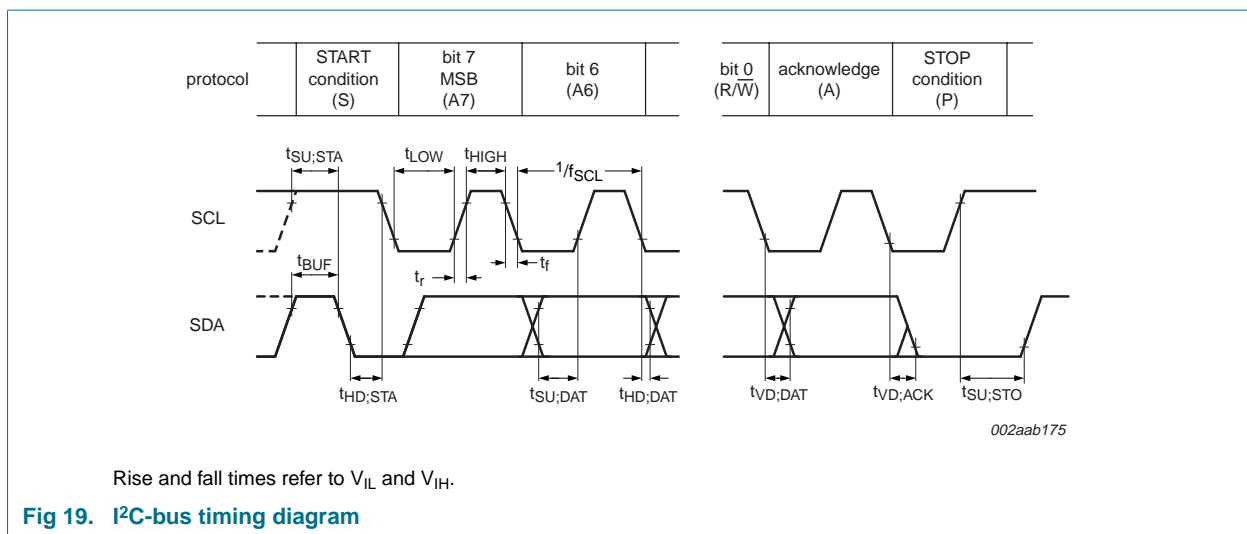 protocol
START
condition
(S)
bit 7
MSB
(A7)
bit 6
(A6)
bit 0
(R/W̅)
acknowledge
(A)
STOP
condition
(P)
tSU;STA
tLOW
tHIGH
1/fSCL
SCL
tBUF
tr
tf
SDA
tHD;STA
tSU;DAT
tHD;DAT
tVD;DAT
tVD;ACK
tSU;STO
002aab175
Rise and fall times refer to VIL and VIH.
Fig 19. I²C-bus timing diagram